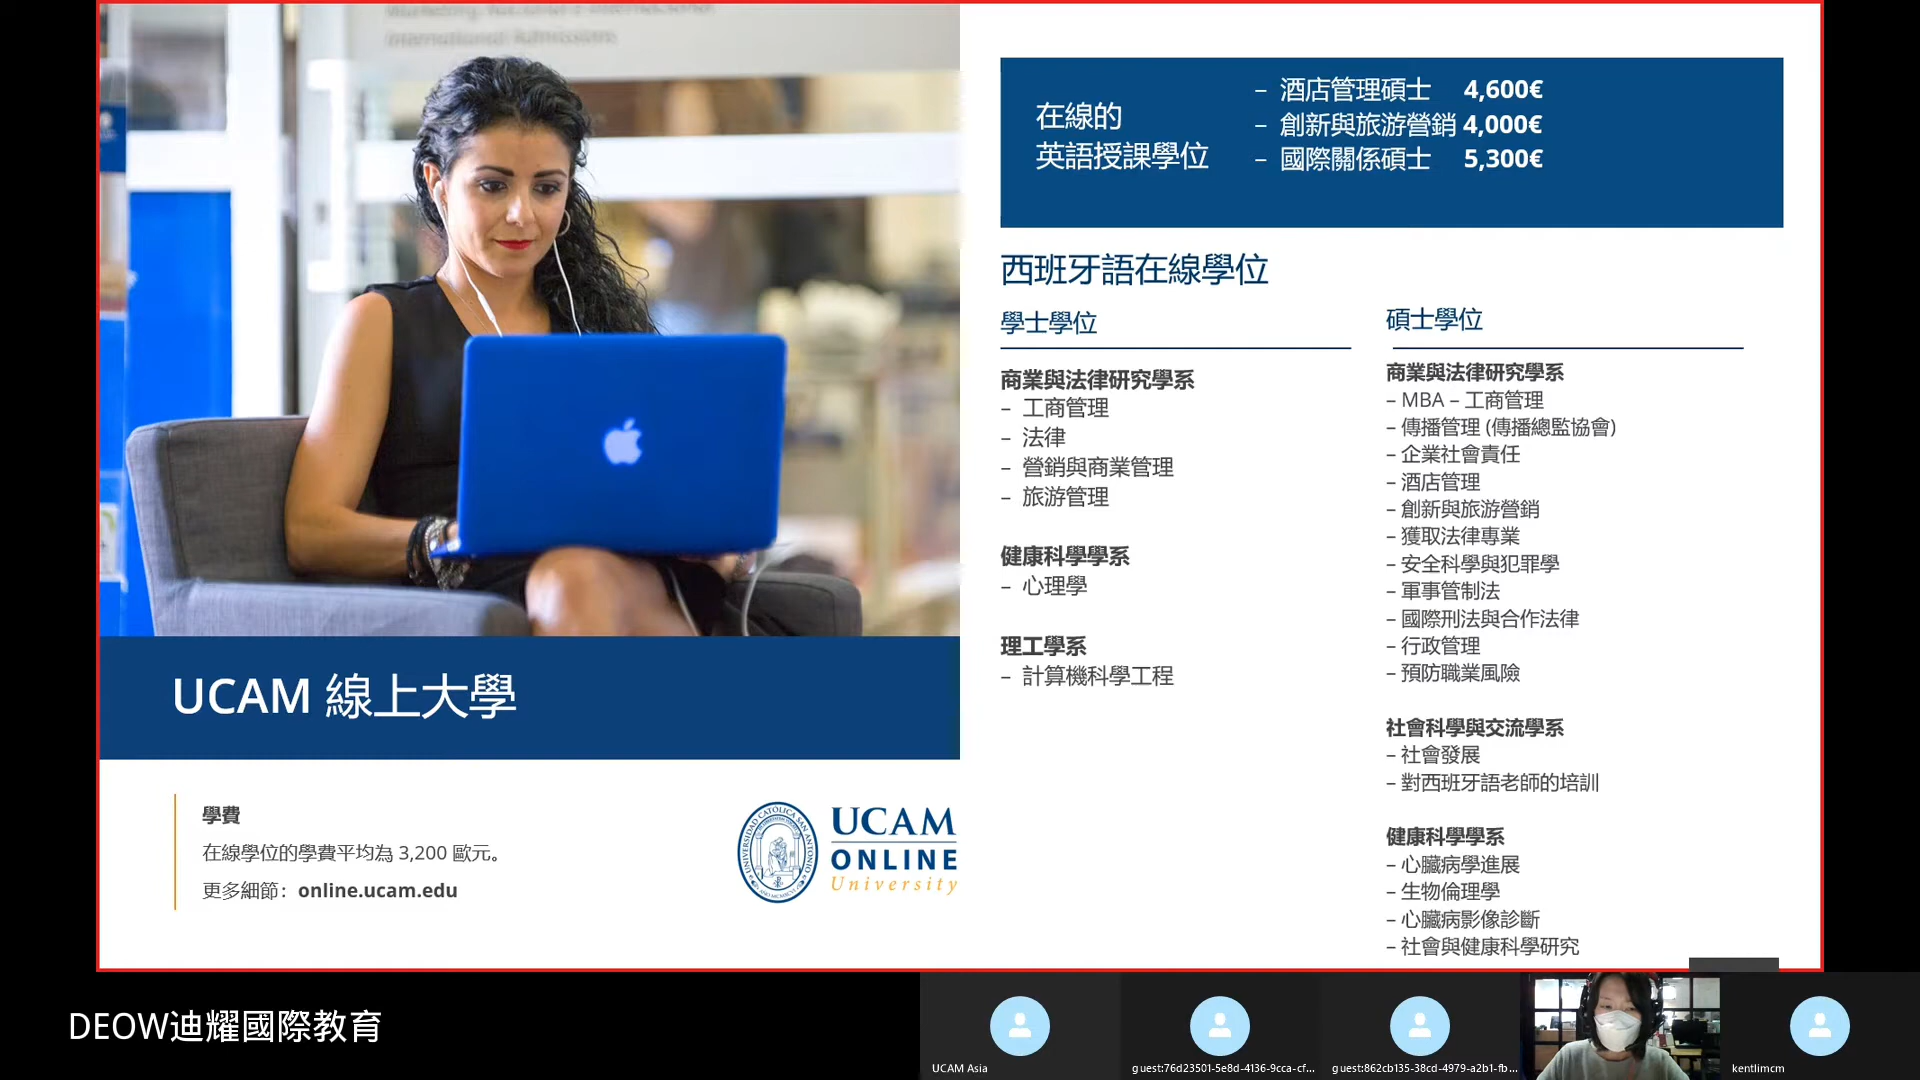 International Admissions
UCAM 線上大學
學費
在線學位的學費平均為 3,200 歐元。
更多細節：online.ucam.edu
UCAM
ONLINE
University
在線的
英語授課學位
– 酒店管理碩士 4,600€
– 創新與旅游營銷 4,000€
– 國際關係碩士 5,300€
西班牙語在線學位
學士學位
商業與法律研究學系
– 工商管理
– 法律
– 營銷與商業管理
– 旅游管理
健康科學學系
– 心理學
理工學系
– 計算機科學工程
碩士學位
商業與法律研究學系
– MBA – 工商管理
– 傳播管理 (傳播總監協會)
– 企業社會責任
– 酒店管理
– 創新與旅游營銷
– 獲取法律專業
– 安全科學與犯罪學
– 軍事管制法
– 國際刑法與合作法律
– 行政管理
– 預防職業風險
社會科學與交流學系
– 社會發展
– 對西班牙語老師的培訓
健康科學學系
– 心臟病學進展
– 生物倫理學
– 心臟病影像診斷
– 社會與健康科學研究
DEOW迪耀國際教育
UCAM Asia
guest:76d23501-5e8d-4136-9cca-cf...
guest:862cb135-38cd-4979-a2b1-fb...
kentlimcm